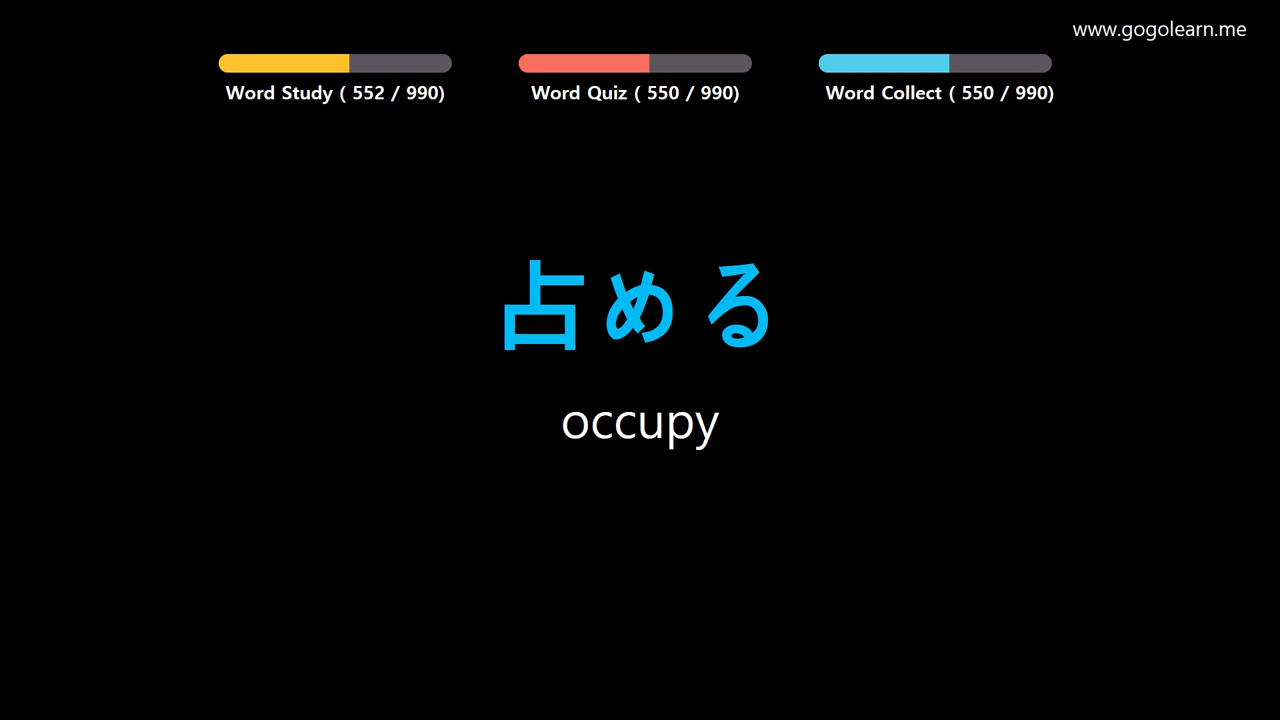 www.gogolearn.me
Word Study ( 552 / 990)
Word Quiz ( 550 / 990)
Word Collect ( 550 / 990)
占める
occupy